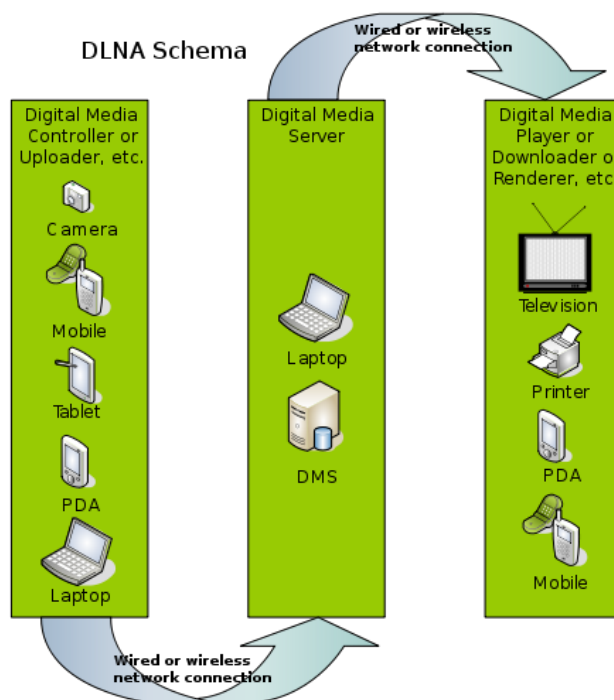 DLNA Schema
Wired or wireless
network connection
Digital Media
Controller or
Uploader, etc.
Camera
Mobile
Tablet
PDA
Laptop
Digital Media
Server
Laptop
DMS
Digital Media
Player or
Downloader o
Renderer, etc
Television
Printer
PDA
Mobile
Wired or wireless
network connection